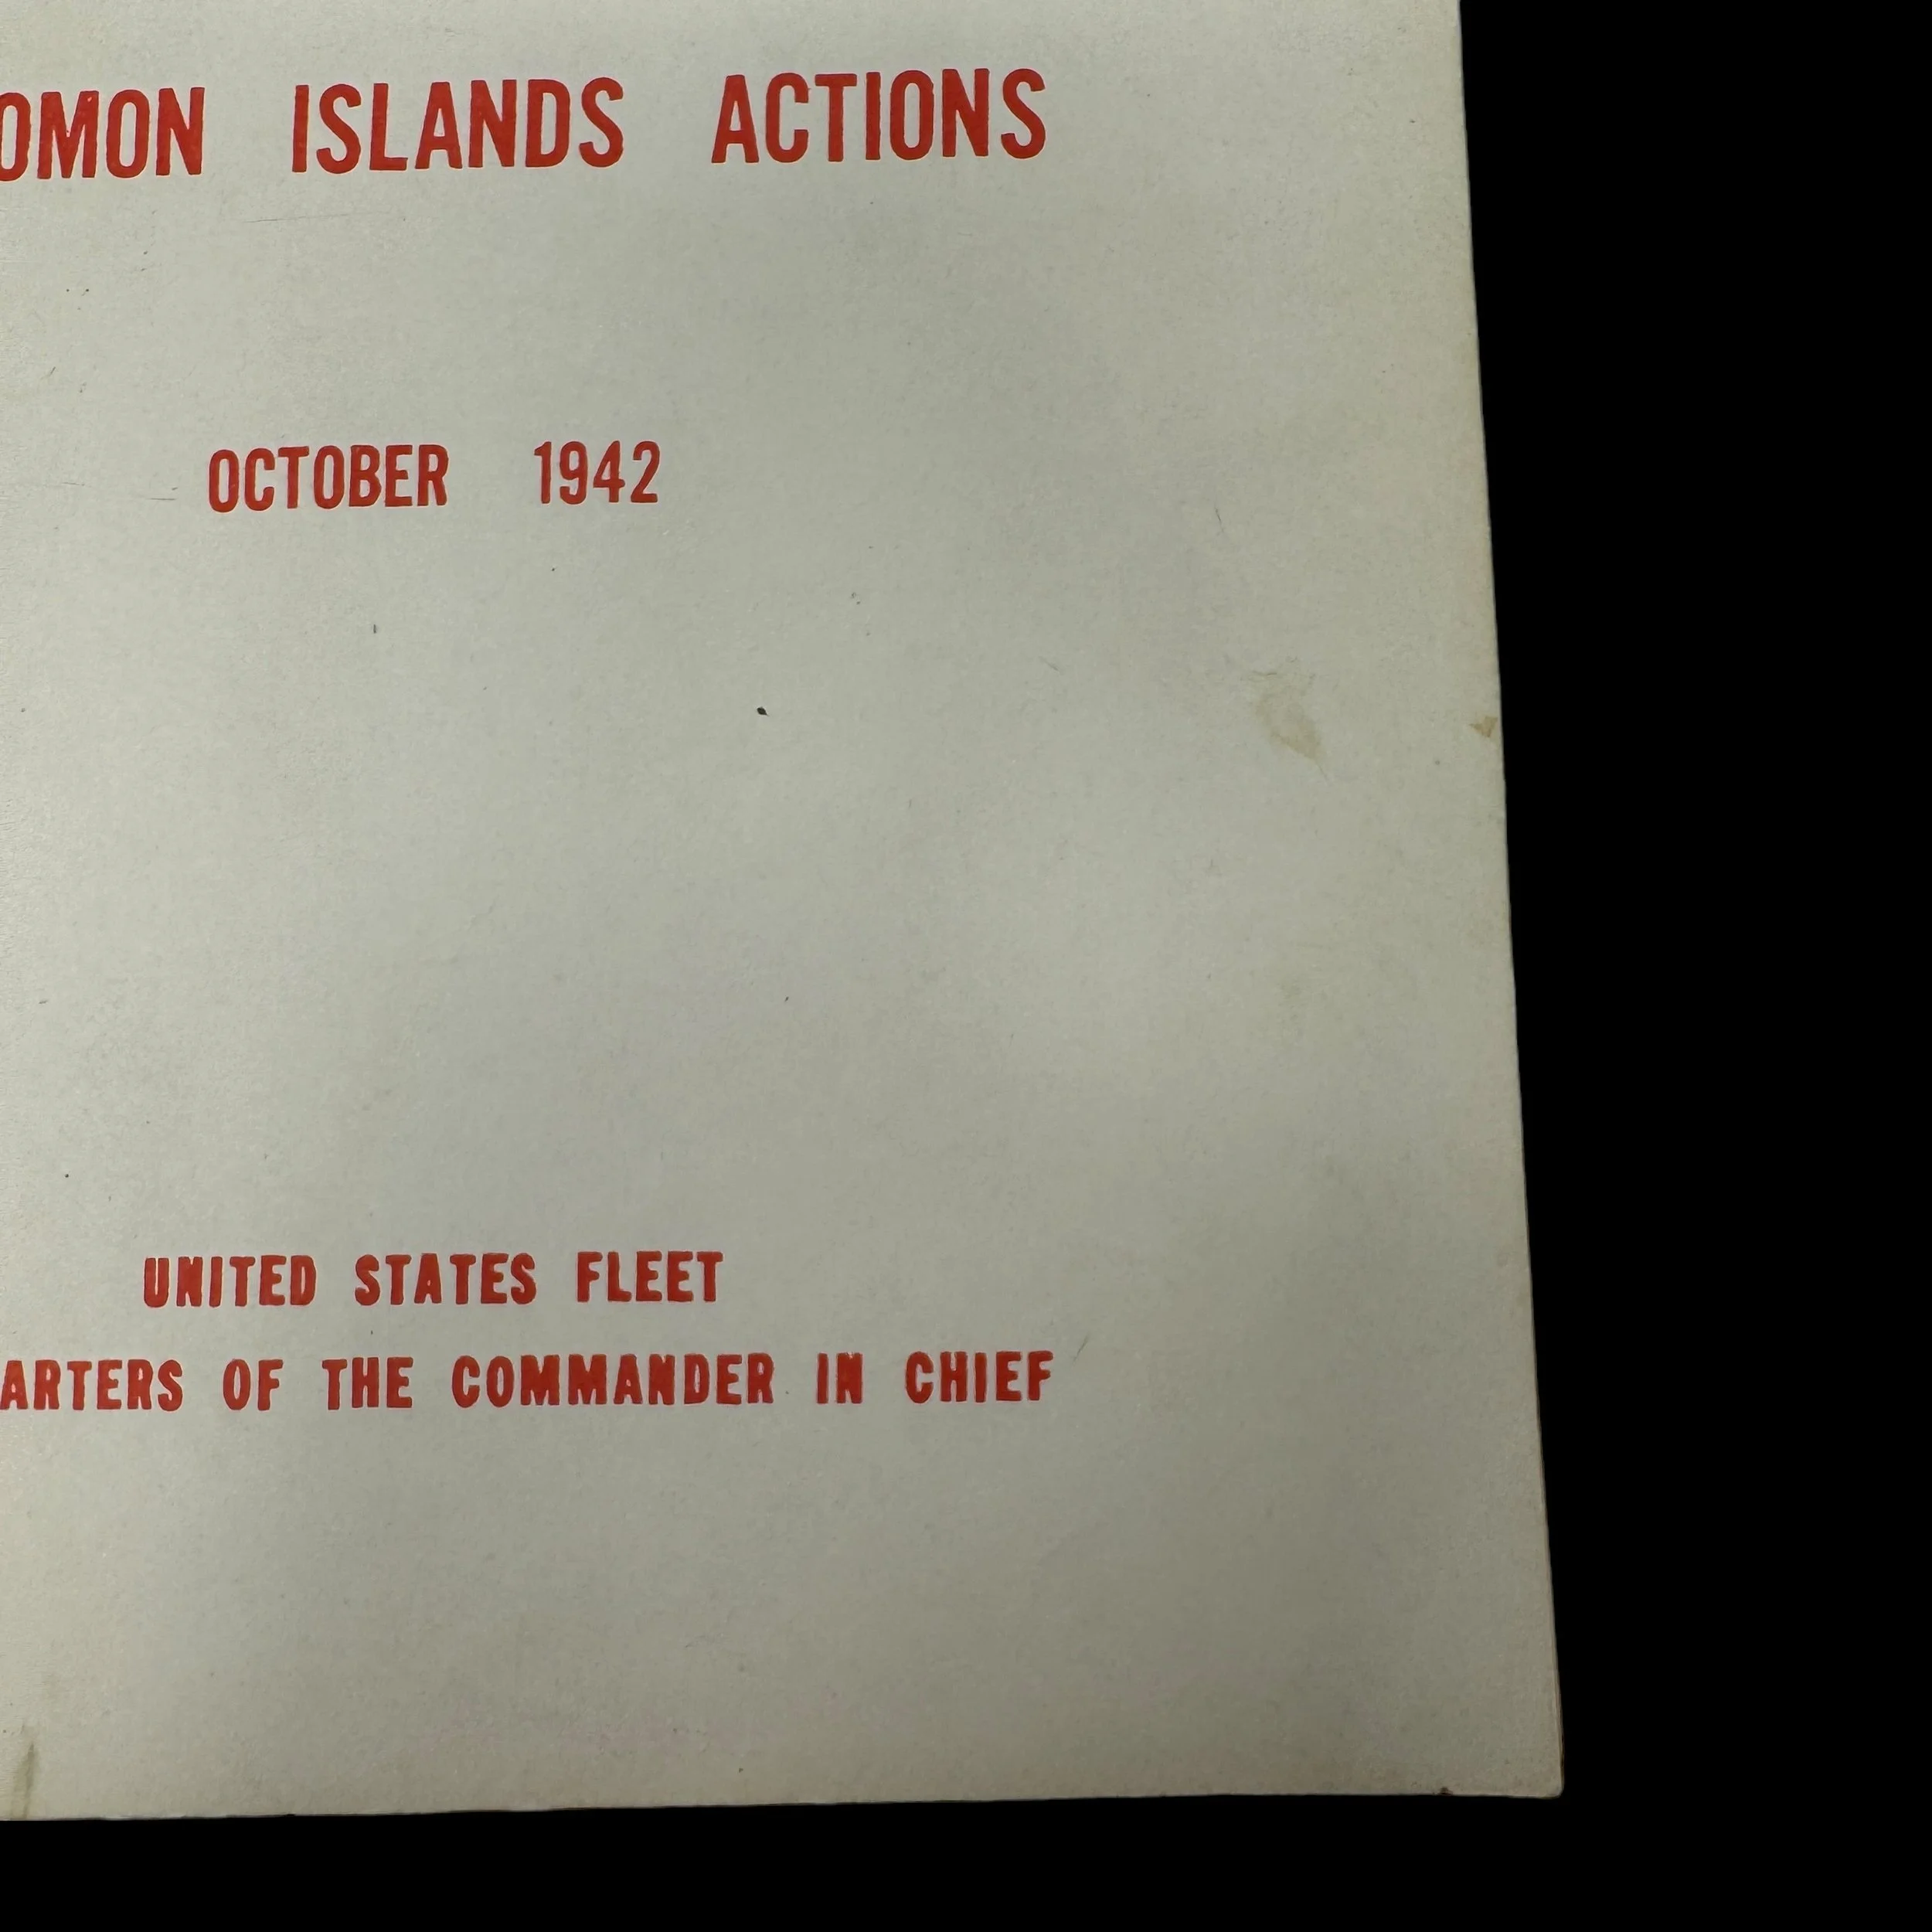 OMON ISLANDS ACTIONS
OCTOBER 1942
UNITED STATES FLEET
ARTERS OF THE COMMANDER IN CHIEF